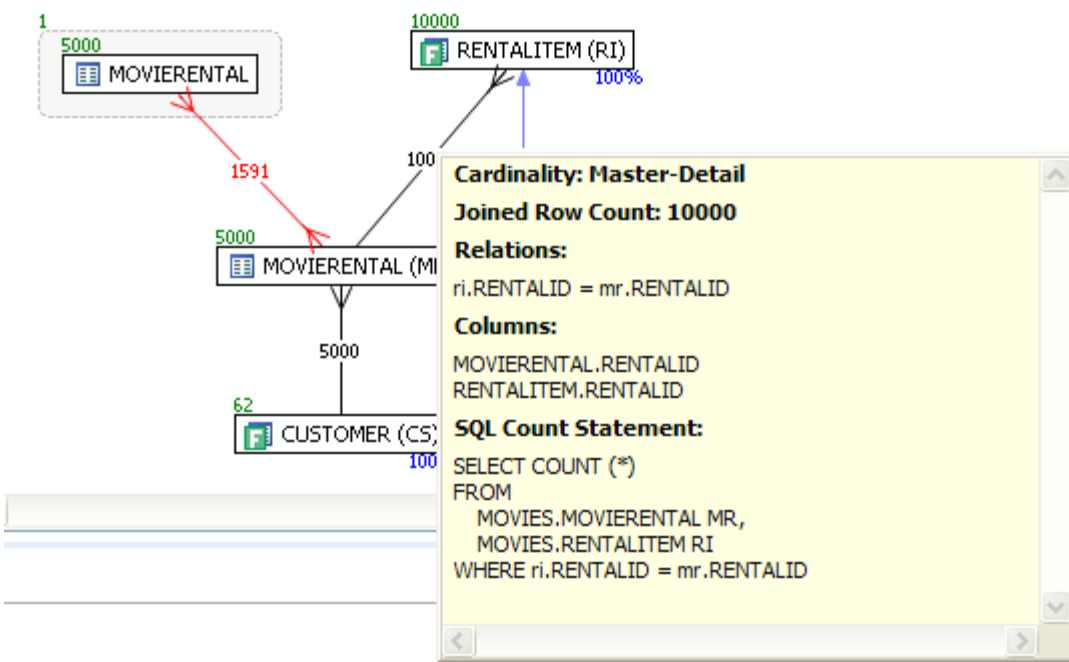 1
5000
MOVIERENTAL
10000
RENTALITEM (RI)
100%
1591
100
5000
MOVIERENTAL (M
5000
62
CUSTOMER (CS)
100
Cardinality: Master-Detail
Joined Row Count: 10000
Relations:
ri.RENTALID = mr.RENTALID
Columns:
MOVIERENTAL.RENTALID
RENTALITEM.RENTALID
SQL Count Statement:
SELECT COUNT (*)
FROM
MOVIES.MOVIERENTAL MR,
MOVIES.RENTALITEM RI
WHERE ri.RENTALID = mr.RENTALID